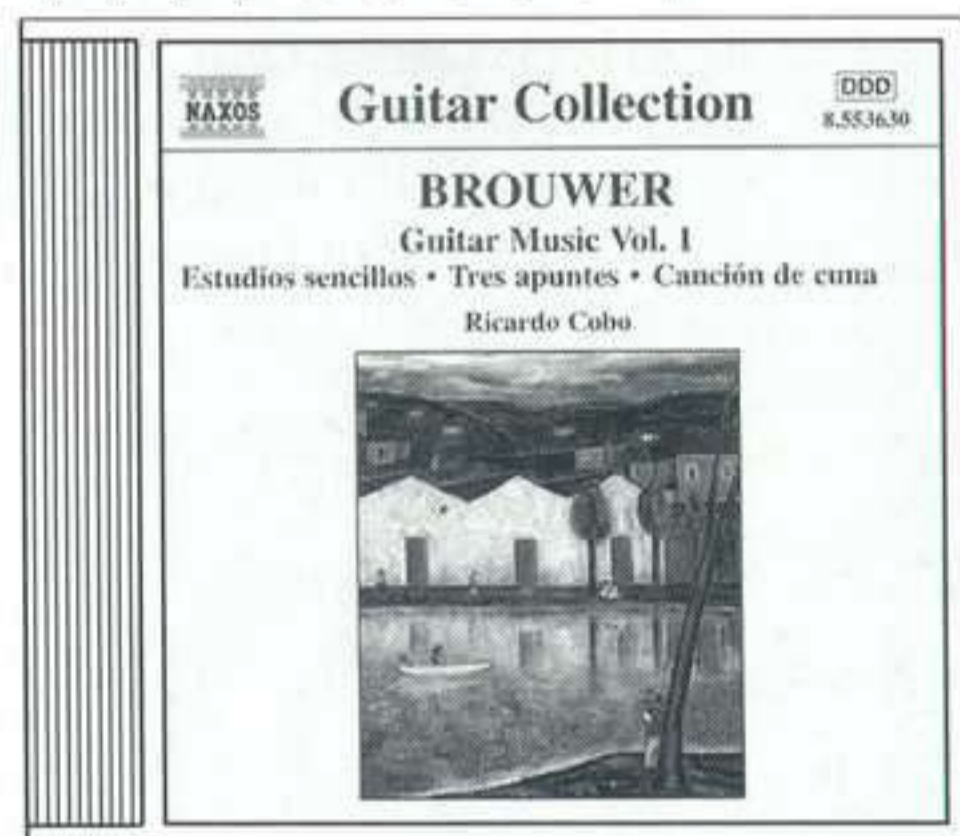 NAXOS
Guitar Collection
DDD
8.553630
BROUWER
Guitar Music Vol. 1
Estudios sencillos • Tres apuntes • Canción de cuna
Ricardo Cobo